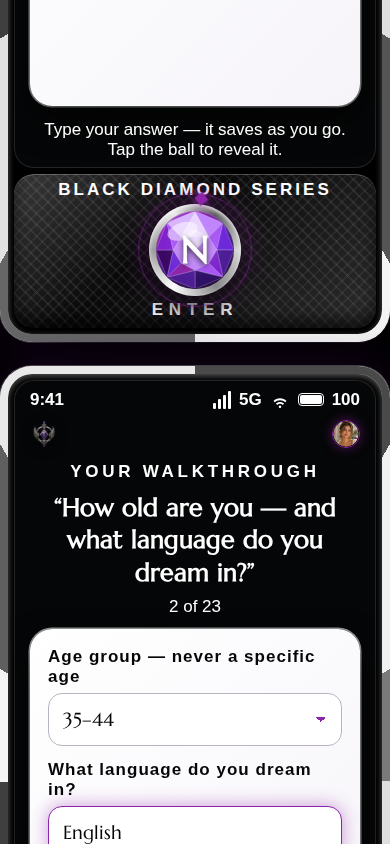 Type your answer — it saves as you go.
Tap the ball to reveal it.
BLACK DIAMOND SERIES
N
ENTER
9:41
5G
100
YOUR WALKTHROUGH
“How old are you — and
what language do you
dream in?”
2 of 23
Age group — never a specific
age
35–44
What language do you dream
in?
English